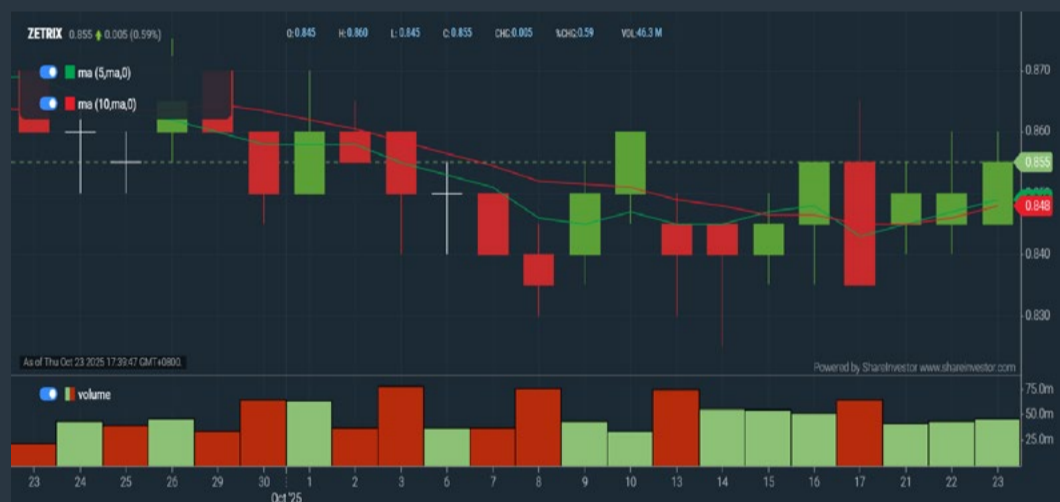 ZETRIX 0.855 0.005 (0.59%)
O: 0.845 H: 0.860 L: 0.845 C: 0.855 CHG:0.005 %CHG:0.59 VOL:46.3 M
ma (5,ma,0)
ma (10,ma,0)
0.870
0.860
0.855
0.848
0.840
0.830
As of Thu Oct 23 2025 17:39:47 GMT+0800.
Powered by ShareInvestor www.shareinvestor.com
volume
75.0m
50.0m
25.0m
23 24 25 26 29 30 1 2 3 6 7 8 9 10 13 14 15 16 17 21 22 23
Oct '25